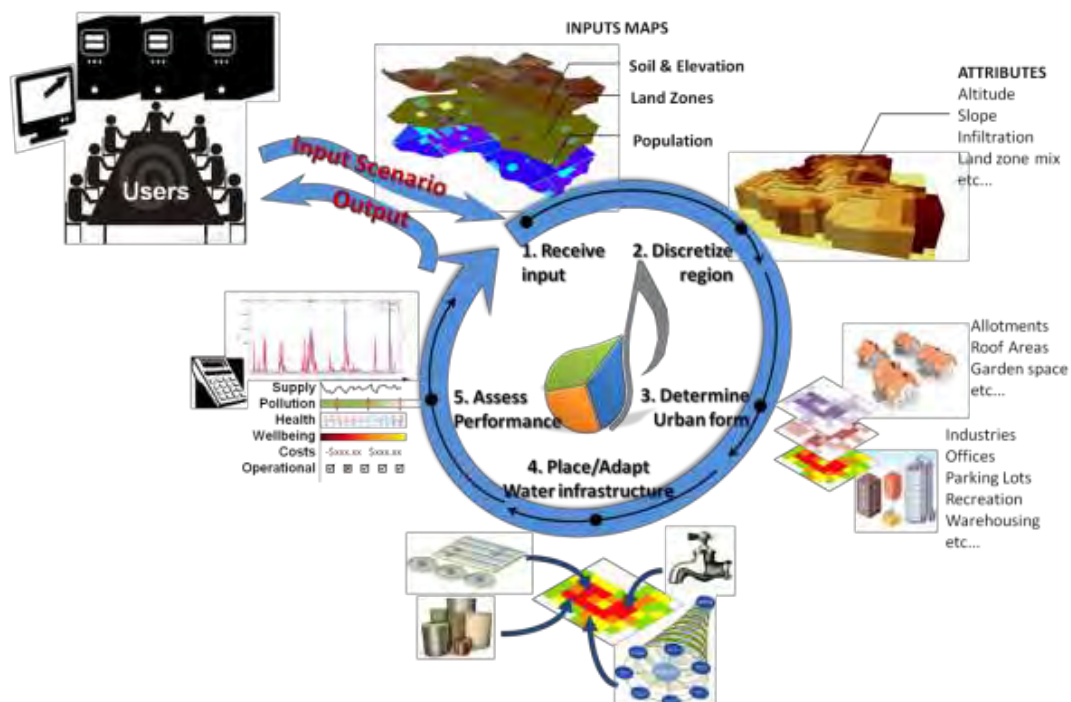 INPUTS MAPS
Soil & Elevation
Land Zones
Population
ATTRIBUTES
Altitude
Slope
Infiltration
Land zone mix
etc...
Users
Input Scenario
Output
1. Receive
input
2. Discretize
region
3. Determine
Urban form
4. Place/Adapt
Water infrastructure
5. Assess
Performance
Allotments
Roof Areas
Garden space
etc...
Industries
Offices
Parking Lots
Recreation
Warehousing
etc...
Supply
Pollution
Health
Wellbeing
Costs -$xxx.xx $xxx.xx
Operational